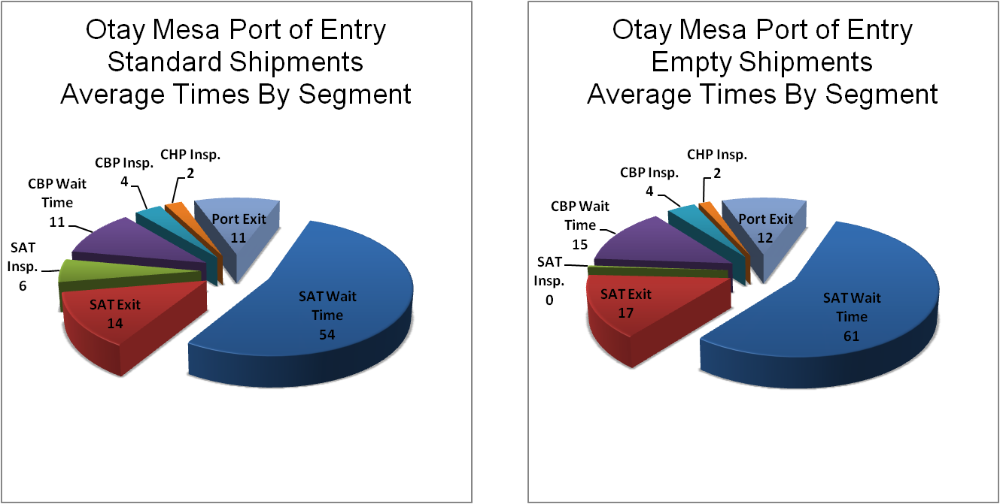 Otay Mesa Port of Entry
Standard Shipments
Average Times By Segment
CHP Insp.
2
CBP Insp.
4
CBP Wait
Time
11
Port Exit
11
SAT
Insp.
6
SAT Exit
14
SAT Wait
Time
54
Otay Mesa Port of Entry
Empty Shipments
Average Times By Segment
CHP Insp.
2
CBP Insp.
4
CBP Wait
Time
15
Port Exit
12
SAT
Insp.
0
SAT Exit
17
SAT Wait
Time
61